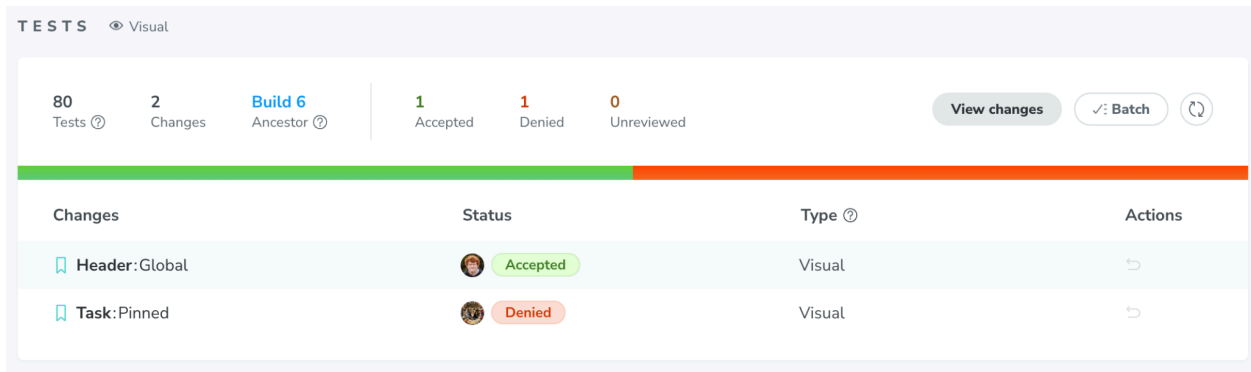 TESTS Visual
80 2 Build 6 1 1 0
Tests Changes Ancestor Accepted Denied Unreviewed
View changes Batch
Changes Status Type Actions
Header:Global Accepted Visual
Task:Pinned Denied Visual